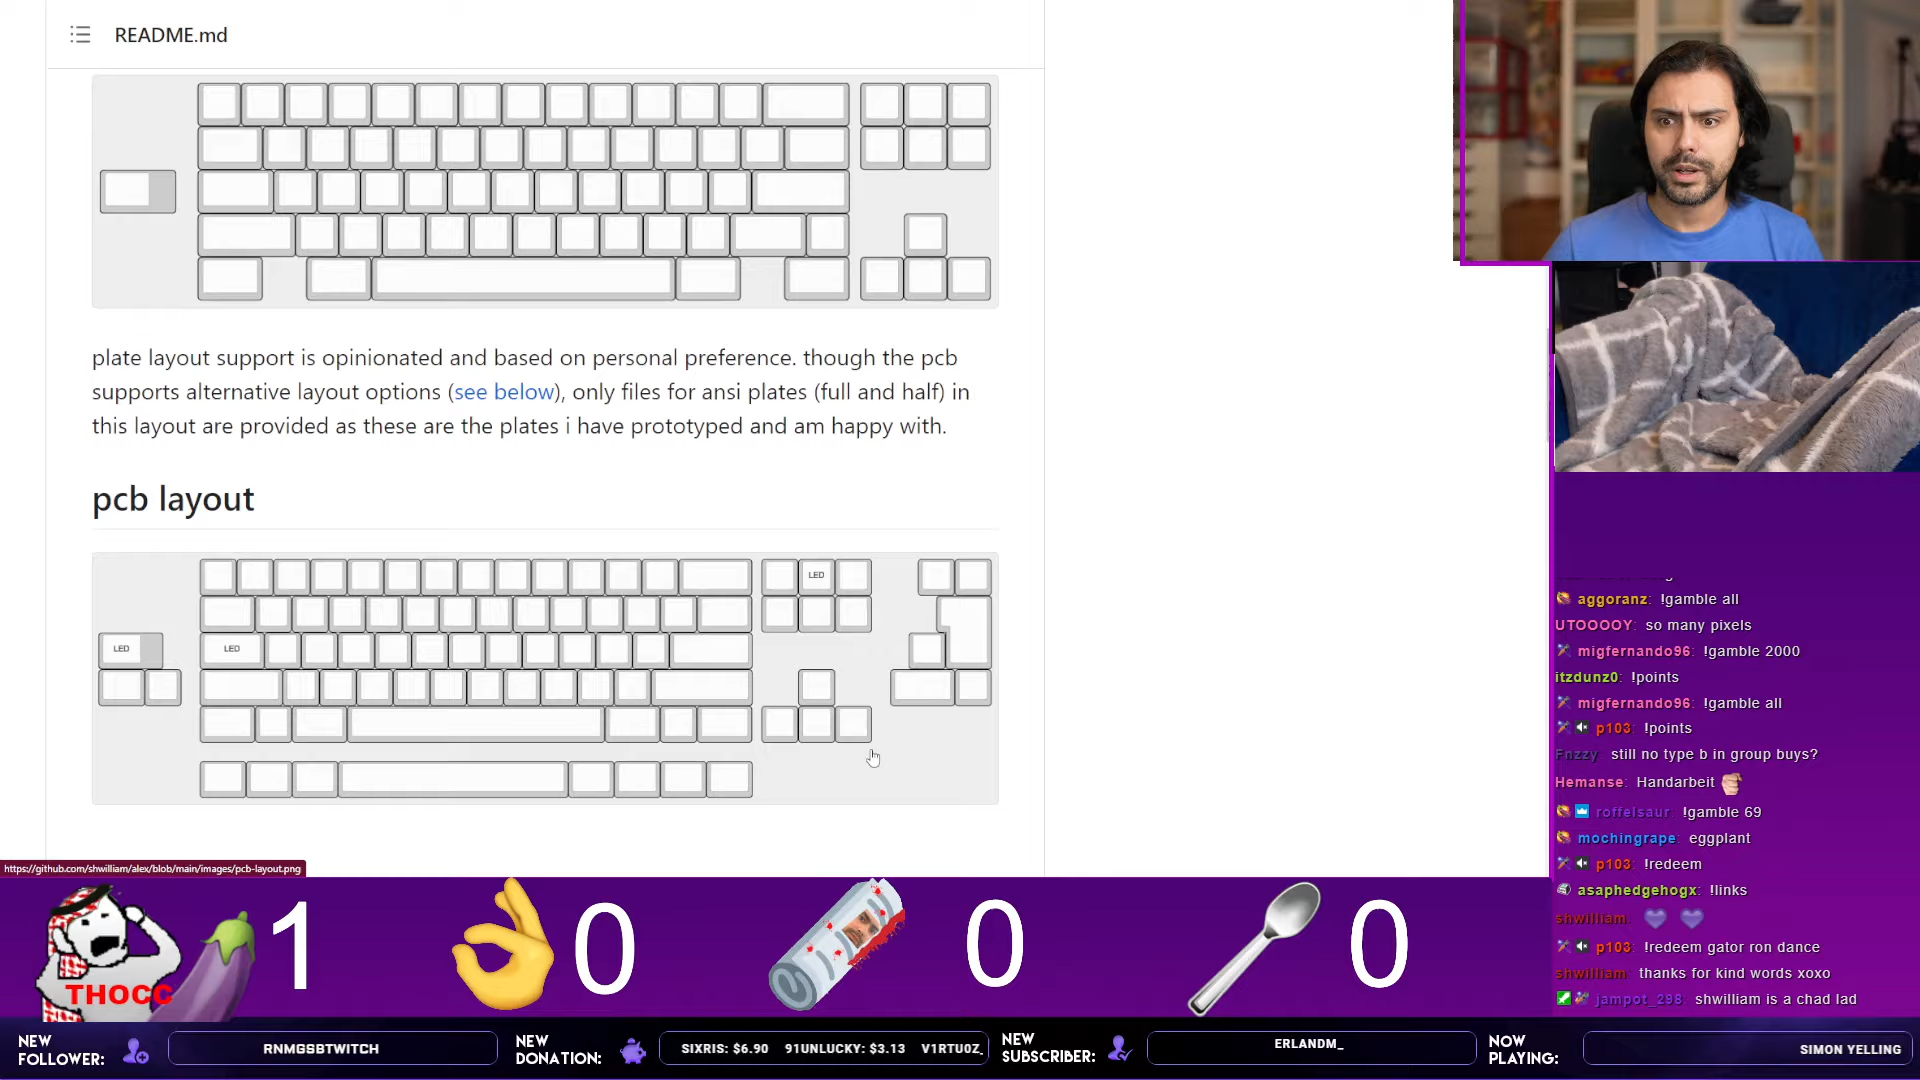 README.md
plate layout support is opinionated and based on personal preference. though the pcb
supports alternative layout options (see below), only files for ansi plates (full and half) in
this layout are provided as these are the plates i have prototyped and am happy with.
pcb layout
LED
LED
LED
https://github.com/shwilliam/alex/blob/main/images/pcb-layout.png
aggoranz: !gamble all
UTOOOOY: so many pixels
migfernando96: !gamble 2000
itzdunz0: !points
migfernando96: !gamble all
p103: !points
Fnzzy: still no type b in group buys?
Hemanse: Handarbeit
roffelsaur: !gamble 69
mochingrape: eggplant
p103: !redeem
asaphedgehogx: !links
shwilliam:
p103: !redeem gator ron dance
shwilliam: thanks for kind words xoxo
jampot_298: shwilliam is a chad lad
THOCC
1
0
0
0
NEW FOLLOWER:
RNMGSBTWITCH
NEW DONATION:
SIXRIS: $6.90 91UNLUCKY: $3.13 V1RTU0Z_
NEW SUBSCRIBER:
ERLANDM_
NOW PLAYING:
SIMON YELLING